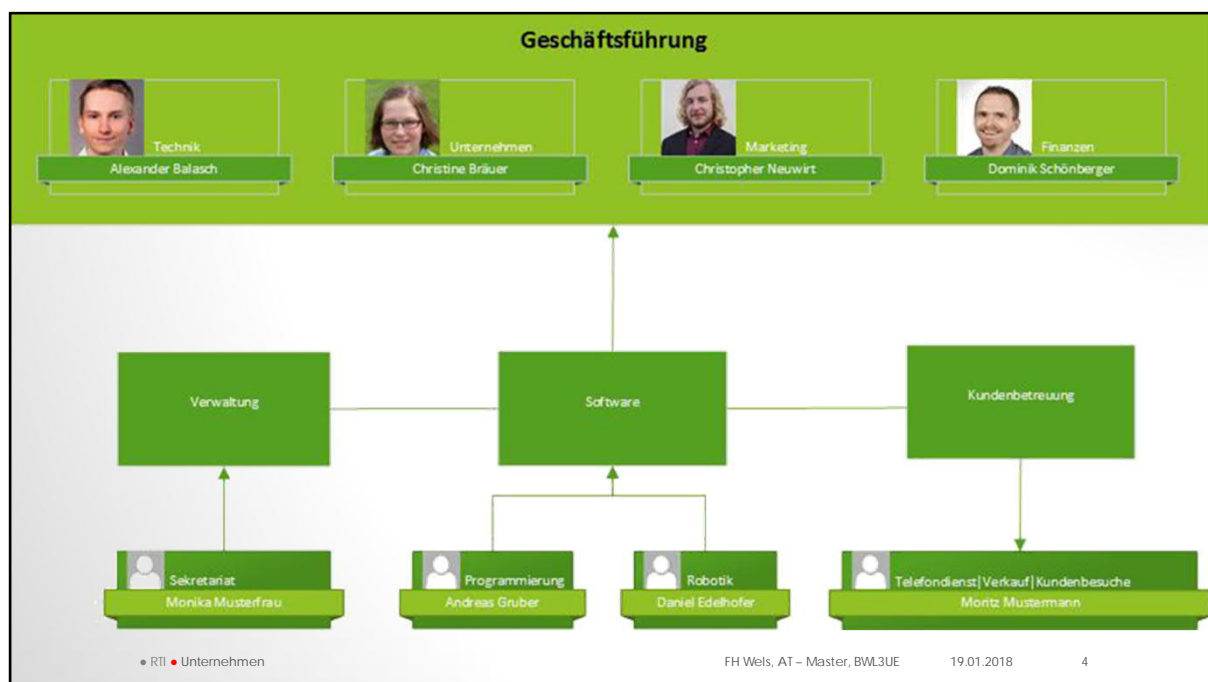 Geschäftsführung
Technik
Alexander Balasch
Unternehmen
Christine Bräuer
Marketing
Christopher Neuwirt
Finanzen
Dominik Schönberger
Verwaltung
Software
Kundenbetreuung
Sekretariat
Monika Musterfrau
Programmierung
Andreas Gruber
Robotik
Daniel Edelhofer
Telefondienst|Verkauf|Kundenbesuche
Moritz Mustermann
• RTI • Unternehmen
FH Wels, AT – Master, BWL3UE 19.01.2018 4